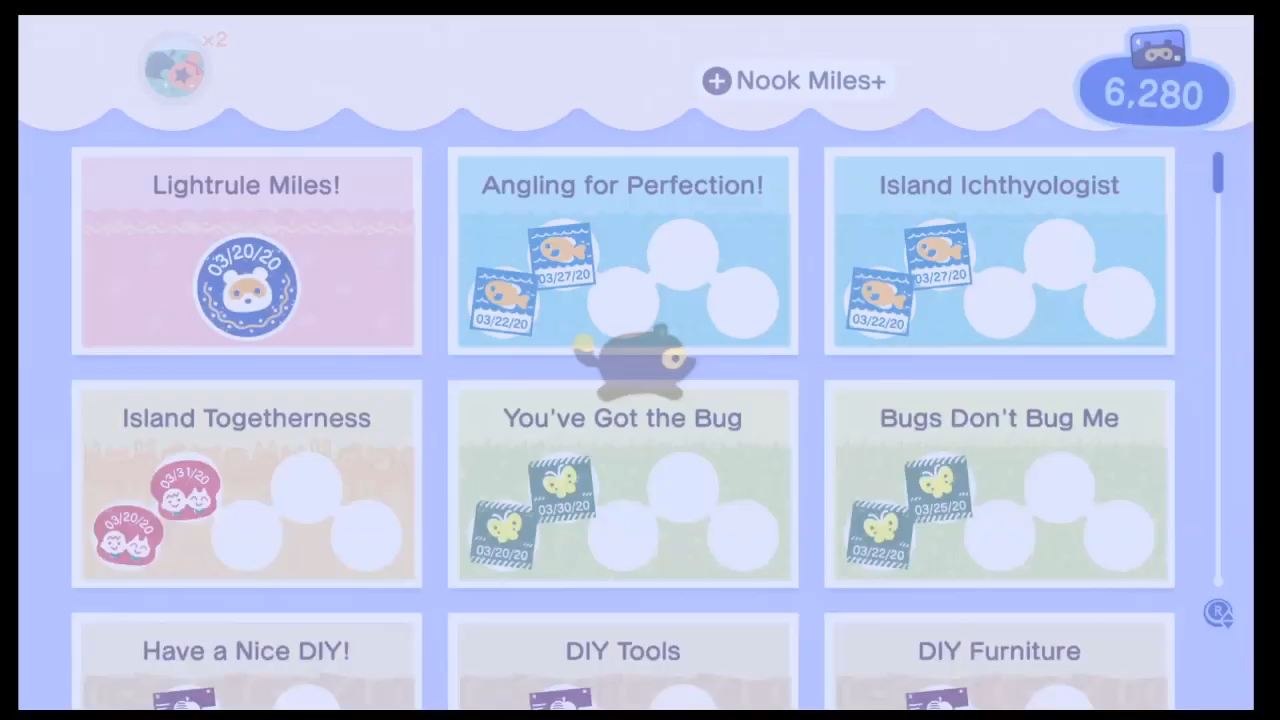 ×2
+ Nook Miles+
6,280
Lightrule Miles!
03/20/20
Angling for Perfection!
03/27/20
03/22/20
Island Ichthyologist
03/27/20
03/22/20
Island Togetherness
03/31/20
03/20/20
You've Got the Bug
03/30/20
03/20/20
Bugs Don't Bug Me
03/25/20
03/22/20
R
Have a Nice DIY!
DIY Tools
DIY Furniture